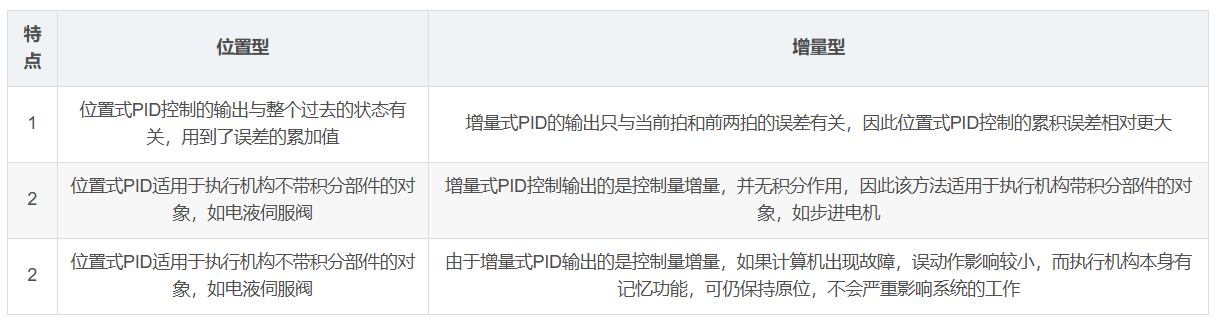 特
点
位置型
增量型
1
位置式PID控制的输出与整个过去的状态有
关，用到了误差的累加值
增量式PID的输出只与当前拍和前两拍的误差有关，因此位置式PID控制的累积误差相对更大
2
位置式PID适用于执行机构不带积分部件的对
象，如电液伺服阀
增量式PID控制输出的是控制量增量，并无积分作用，因此该方法适用于执行机构带积分部件的对
象，如步进电机
2
位置式PID适用于执行机构不带积分部件的对
象，如电液伺服阀
由于增量式PID输出的是控制量增量，如果计算机出现故障，误动作影响较小，而执行机构本身有
记忆功能，可仍保持原位，不会严重影响系统的工作